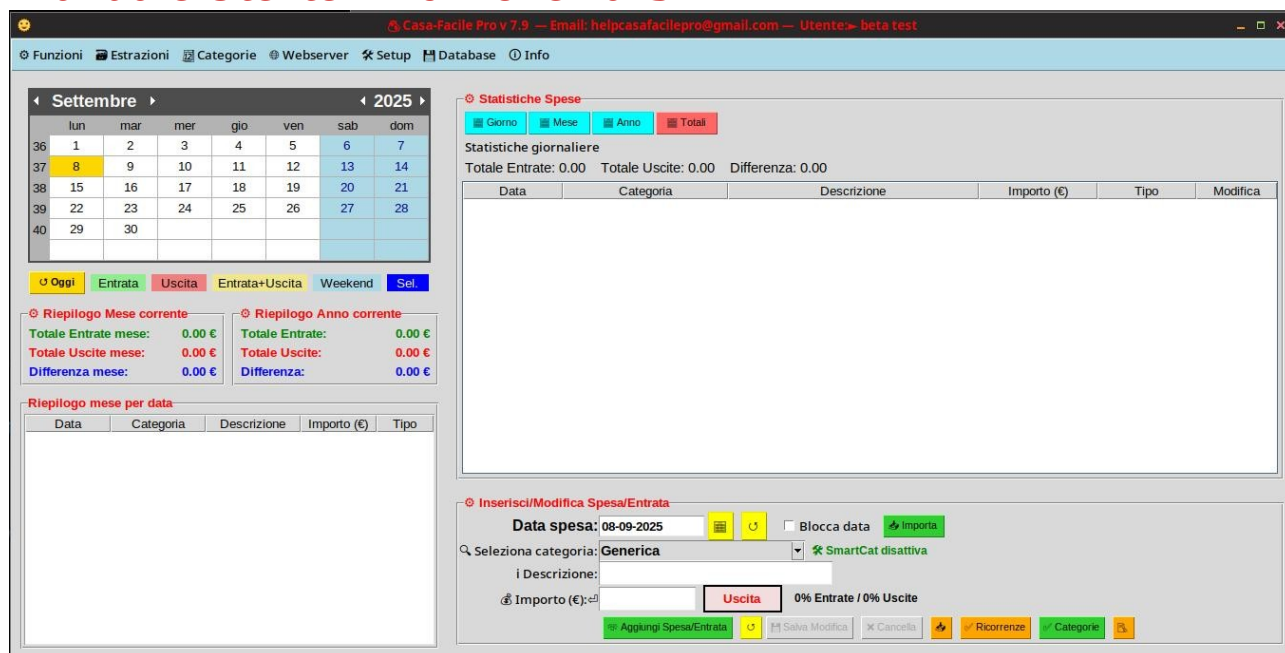 Casa-Facile Pro v 7.9 — Email: helpcasafacilepro@gmail.com — Utente:► beta test
Funzioni Estrazioni Categorie Webserver Setup Database Info
Settembre 2025
lun mar mer gio ven sab dom
36 1 2 3 4 5 6 7
37 8 9 10 11 12 13 14
38 15 16 17 18 19 20 21
39 22 23 24 25 26 27 28
40 29 30
Oggi Entrata Uscita Entrata+Uscita Weekend Sel.
Riepilogo Mese corrente
Totale Entrate mese: 0.00 €
Totale Uscite mese: 0.00 €
Differenza mese: 0.00 €
Riepilogo Anno corrente
Totale Entrate: 0.00 €
Totale Uscite: 0.00 €
Differenza: 0.00 €
Riepilogo mese per data
Data Categoria Descrizione Importo (€) Tipo
Statistiche Spese
Giorno Mese Anno Totali
Statistiche giornaliere
Totale Entrate: 0.00 Totale Uscite: 0.00 Differenza: 0.00
Data Categoria Descrizione Importo (€) Tipo Modifica
Inserisci/Modifica Spesa/Entrata
Data spesa: 08-09-2025 Blocca data Importa
Seleziona categoria: Generica SmartCat disattiva
i Descrizione:
Importo (€):⏎ Uscita 0% Entrate / 0% Uscite
Aggiungi Spesa/Entrata Salva Modifica Cancella Ricorrenze Categorie